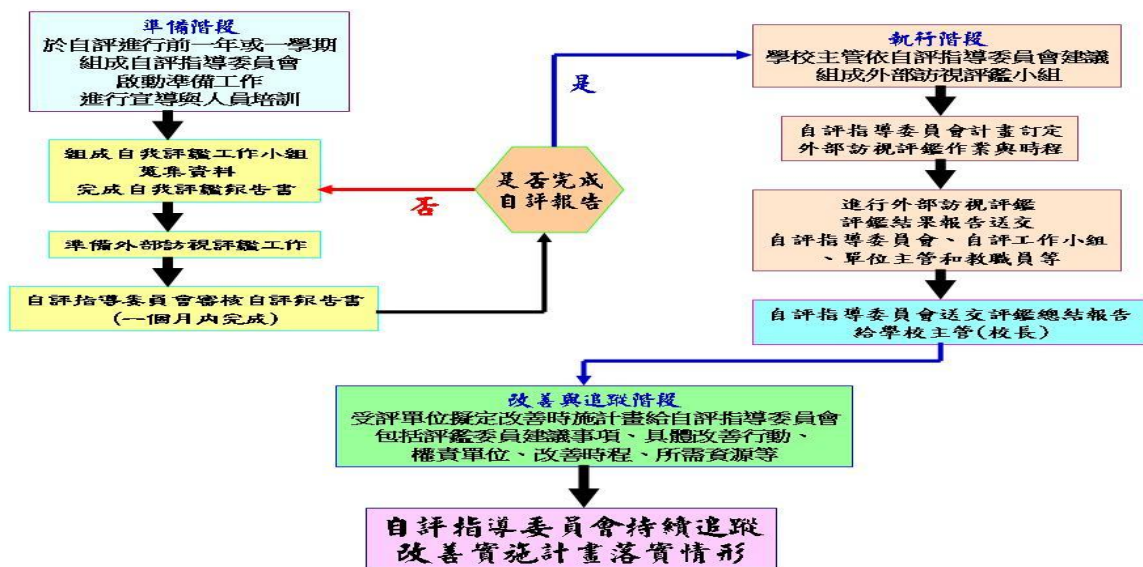 準備階段
於自評進行前一年或一學期
組成自評指導委員會
啟動準備工作
進行宣導與人員培訓
組成自我評鑑工作小組
蒐集資料
完成自我評鑑報告書
準備外部訪視評鑑工作
自評指導委員會審核自評報告書
(一個月內完成)
是否完成
自評報告
否
是
執行階段
學校主管依自評指導委員會建議
組成外部訪視評鑑小組
自評指導委員會計畫訂定
外部訪視評鑑作業與時程
進行外部訪視評鑑
評鑑結果報告送交
自評指導委員會、自評工作小組
、單位主管和教職員等
自評指導委員會送交評鑑總結報告
給學校主管(校長)
改善與追蹤階段
受評單位擬定改善時施計畫給自評指導委員會
包括評鑑委員建議事項、具體改善行動、
權責單位、改善時程、所需資源等
自評指導委員會持續追蹤
改善實施計畫落實情形